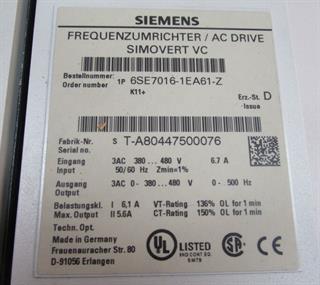 SIEMENS
FREQUENZUMRICHTER / AC DRIVE
SIMOVERT VC
Bestellnummer: 1P 6SE7016-1EA61-Z
Order number
K11+
Erz.-St. D
Issue
Fabrik-Nr. S T-A80447500076
Serial no.
Eingang 3AC 380... 480 V 6.7 A
Input 50/60 Hz Zmin=1%
Ausgang 3AC 0...380... 480 V 0 - 500 Hz
Output
Belastungskl. I 6,1 A VT-Rating 136% OL for 1 min
Max. Output II 5.6A CT-Rating 150% OL for 1 min
Techn. Opt.
Made in Germany
Frauenauracher Str. 80
D-91056 Erlangen
UL LISTED
IND.CONT.EQ.
CE